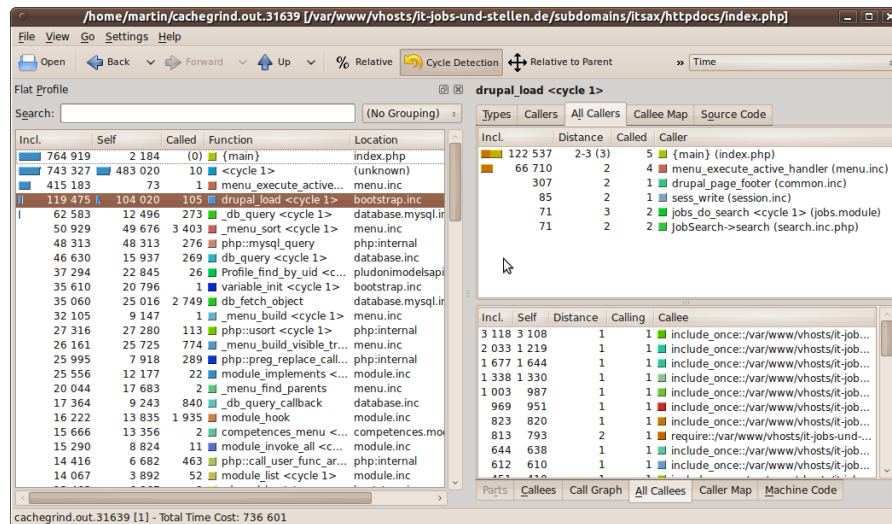 /home/martin/cachegrind.out.31639 [/var/www/vhosts/it-jobs-und-stellen.de/subdomains/itsax/httpdocs/index.php]
File View Go Settings Help
Open Back Forward Up % Relative Cycle Detection Relative to Parent » Time
Flat Profile
Search: (No Grouping)
Incl. Self Called Function Location
764 919 2 184 (0) {main} index.php
743 327 483 020 10 <cycle 1> (unknown)
415 183 73 1 menu_execute_active... menu.inc
119 475 104 020 105 drupal_load <cycle 1> bootstrap.inc
62 583 12 496 273 _db_query <cycle 1> database.mysql.ir
50 929 49 676 3 403 _menu_sort <cycle 1> menu.inc
48 313 48 313 276 php::mysql_query php:internal
46 630 15 937 269 db_query <cycle 1> database.inc
37 294 22 845 26 Profile_find_by_uid <c... pludonimodelsapi
35 610 20 796 1 variable_init <cycle 1> bootstrap.inc
35 060 25 016 2 749 db_fetch_object database.mysql.ir
32 105 9 147 1 _menu_build <cycle 1> menu.inc
27 316 27 280 113 php::usort <cycle 1> php:internal
26 161 25 725 774 _menu_build_visible_tr... menu.inc
25 995 7 918 289 php::preg_replace_call... php:internal
25 556 12 177 22 module_implements <... module.inc
20 044 17 683 2 _menu_find_parents menu.inc
17 364 9 243 840 _db_query_callback database.inc
16 222 13 835 1 935 module_hook module.inc
15 666 13 356 2 competences_menu <... competences.mo
15 290 8 824 11 module_invoke_all <c... module.inc
14 416 6 682 463 php::call_user_func_ar... php:internal
14 067 3 892 52 module_list <cycle 1> module.inc
drupal_load <cycle 1>
Types Callers All Callers Callee Map Source Code
Incl. Distance Called Caller
122 537 2-3 (3) 5 {main} (index.php)
66 710 2 4 menu_execute_active_handler (menu.inc)
307 2 1 drupal_page_footer (common.inc)
85 2 1 sess_write (session.inc)
71 3 2 jobs_do_search <cycle 1> (jobs.module)
71 2 2 JobSearch->search (search.inc.php)
Incl. Self Distance Calling Callee
3 118 3 108 1 1 include_once::/var/www/vhosts/it-job...
2 033 1 219 1 1 include_once::/var/www/vhosts/it-job...
1 677 1 644 1 1 include_once::/var/www/vhosts/it-job...
1 338 1 330 1 1 include_once::/var/www/vhosts/it-job...
1 003 987 1 1 include_once::/var/www/vhosts/it-job...
969 951 1 1 include_once::/var/www/vhosts/it-job...
823 820 1 1 include_once::/var/www/vhosts/it-job...
813 793 2 1 require::/var/www/vhosts/it-jobs-und-...
644 638 1 1 include_once::/var/www/vhosts/it-job...
612 610 1 1 include_once::/var/www/vhosts/it-job...
Parts Callees Call Graph All Callees Caller Map Machine Code
cachegrind.out.31639 [1] - Total Time Cost: 736 601